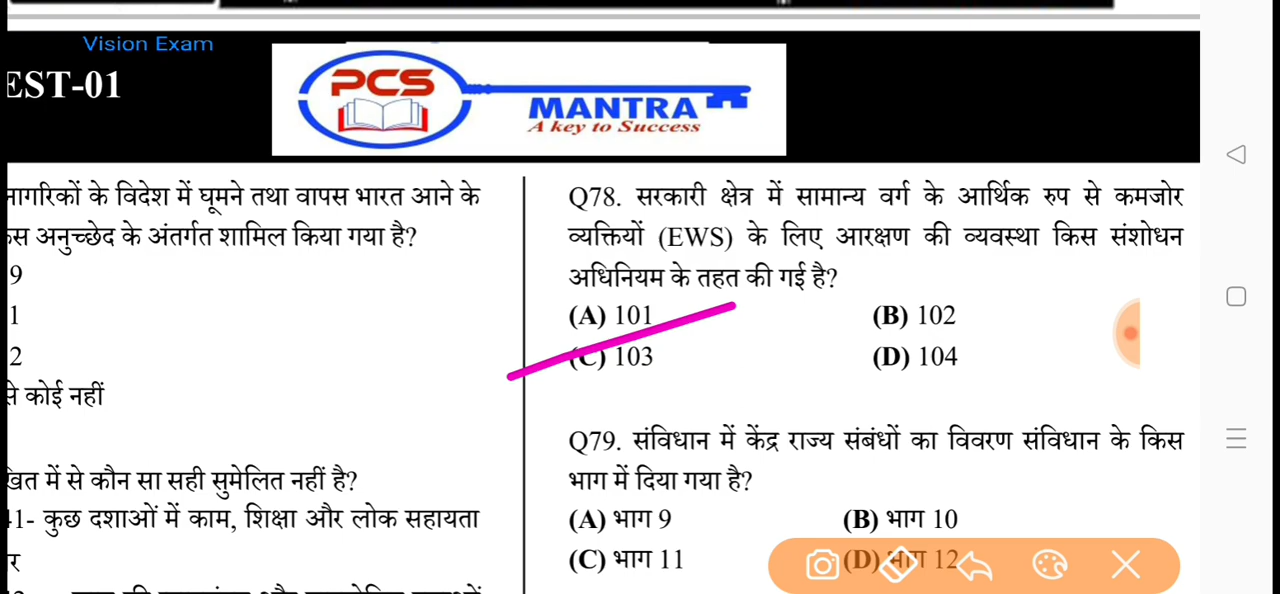 Vision Exam
EST-01
PCS
MANTRA
A key to Success
नागरिकों के विदेश में घूमने तथा वापस भारत आने के
अनुच्छेद के अंतर्गत शामिल किया गया है?
9
1
2
से कोई नहीं
में से कौन सा सही सुमेलित नहीं है?
41- कुछ दशाओं में काम, शिक्षा और लोक सहायता
र
Q78. सरकारी क्षेत्र में सामान्य वर्ग के आर्थिक रुप से कमजोर
व्यक्तियों (EWS) के लिए आरक्षण की व्यवस्था किस संशोधन
अधिनियम के तहत की गई है?
(A) 101 (B) 102
(C) 103 (D) 104
Q79. संविधान में केंद्र राज्य संबंधों का विवरण संविधान के किस
भाग में दिया गया है?
(A) भाग 9 (B) भाग 10
(C) भाग 11 (D) भाग 12